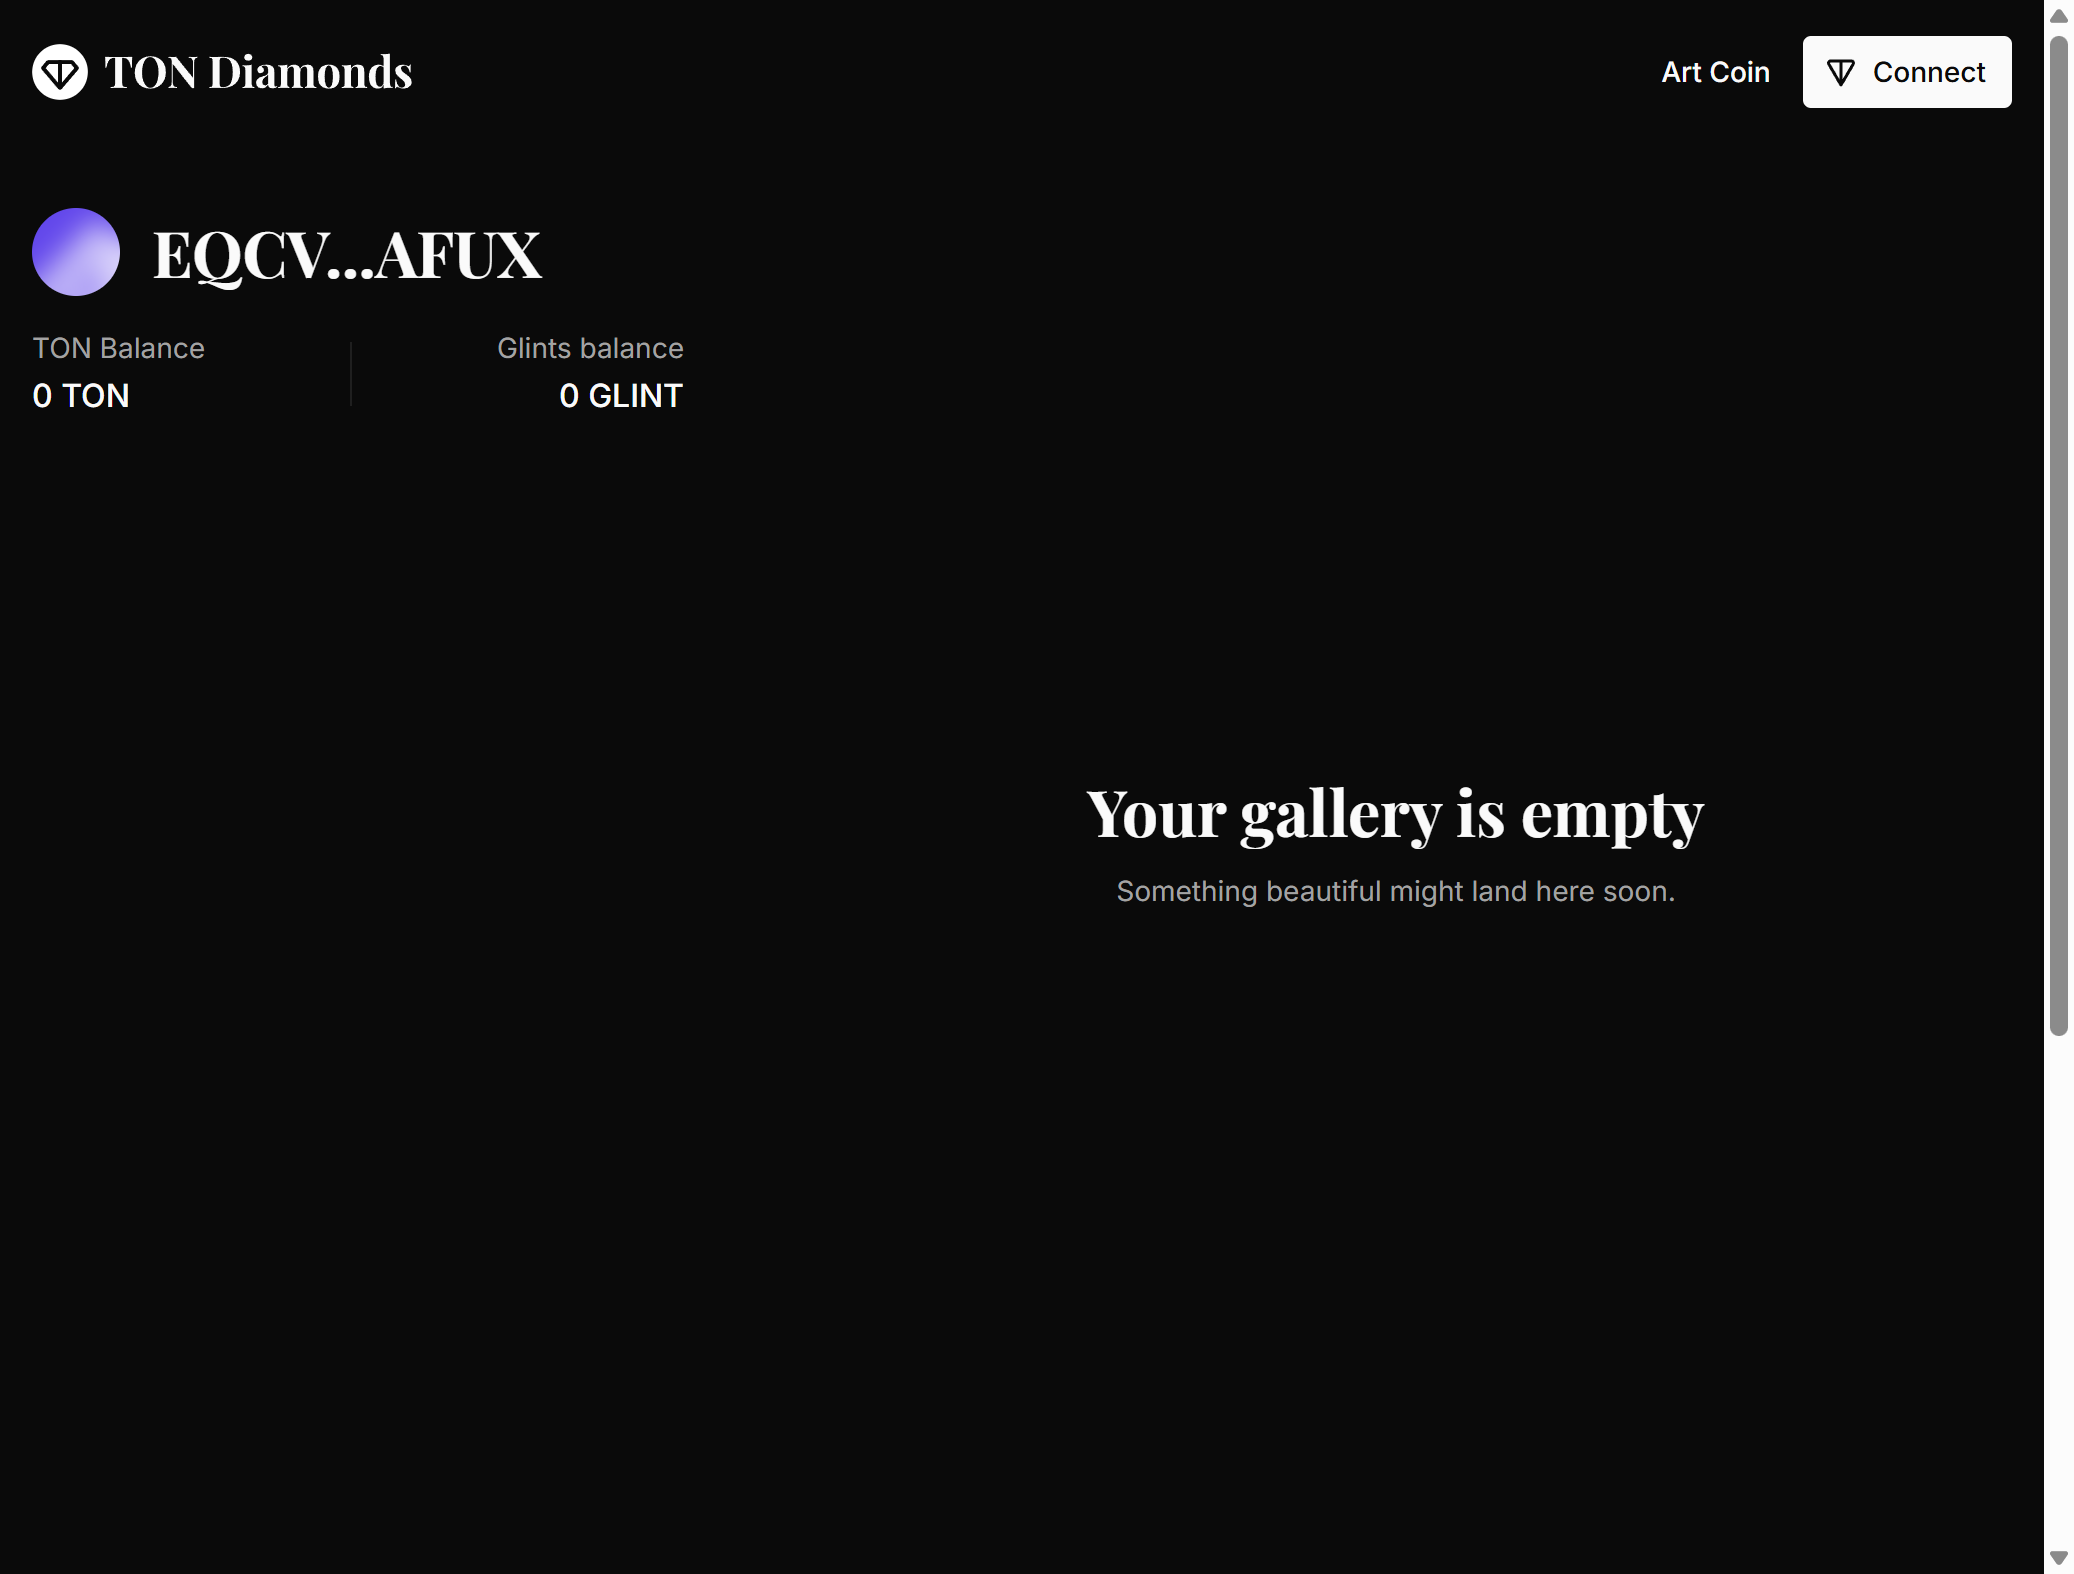 TON Diamonds
Art Coin
Connect
EQCV...AFUX
TON Balance
Glints balance
0 TON
0 GLINT
Your gallery is empty
Something beautiful might land here soon.